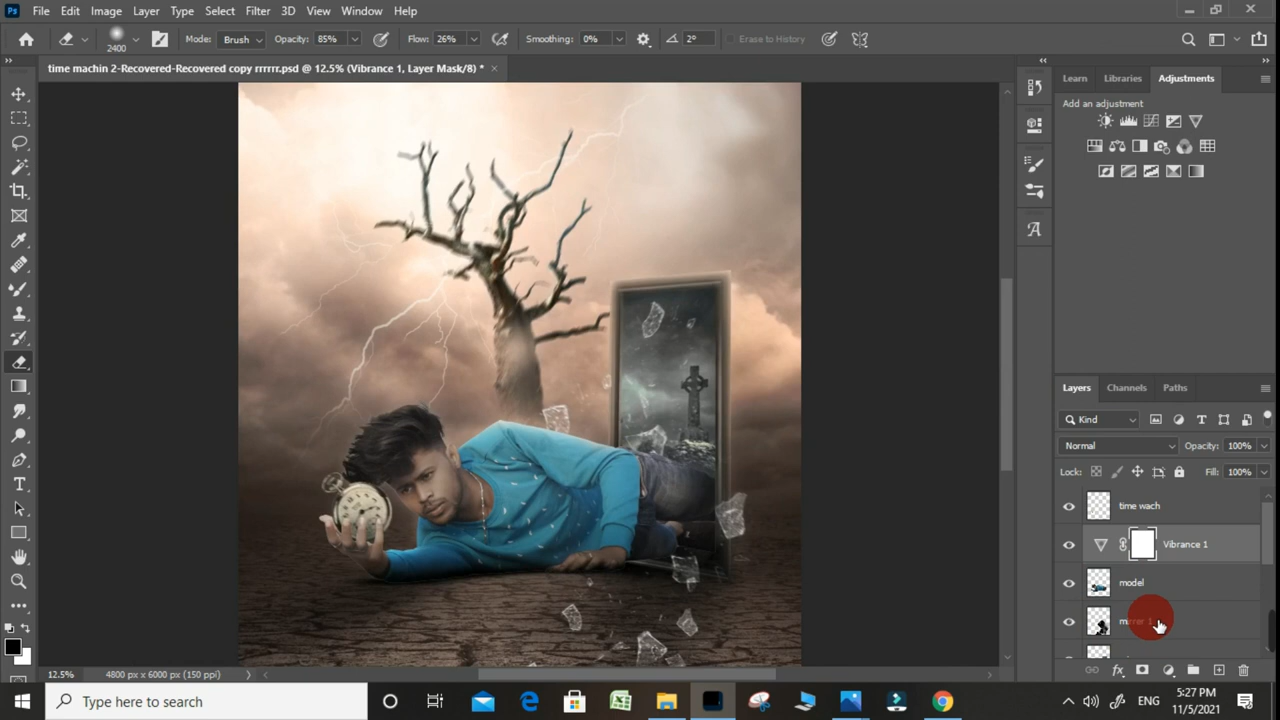 Ps File Edit Image Layer Type Select Filter 3D View Window Help
2400 Mode: Brush Opacity: 85% Flow: 26% Smoothing: 0% 2° Erase to History
time machin 2-Recovered-Recovered copy rrrrrr.psd @ 12.5% (Vibrance 1, Layer Mask/8) *
Learn Libraries Adjustments
Add an adjustment
Layers Channels Paths
Kind
Normal Opacity: 100%
Lock: Fill: 100%
time wach
Vibrance 1
model
12.5% 4800 px x 6000 px (150 ppi)
Type here to search
ENG
5:27 PM
11/5/2021